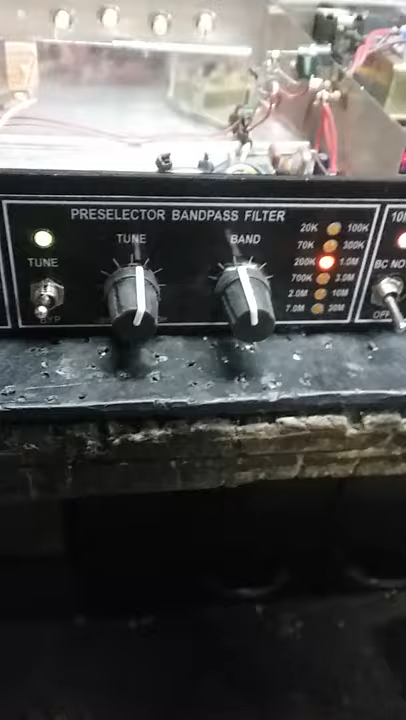 PRESELECTOR BANDPASS FILTER
TUNE
BYP
TUNE
BAND
20K 100K
70K 300K
200K 1.0M
700K 3.0M
2.0M 10M
7.0M 30M
BC NO
OFF